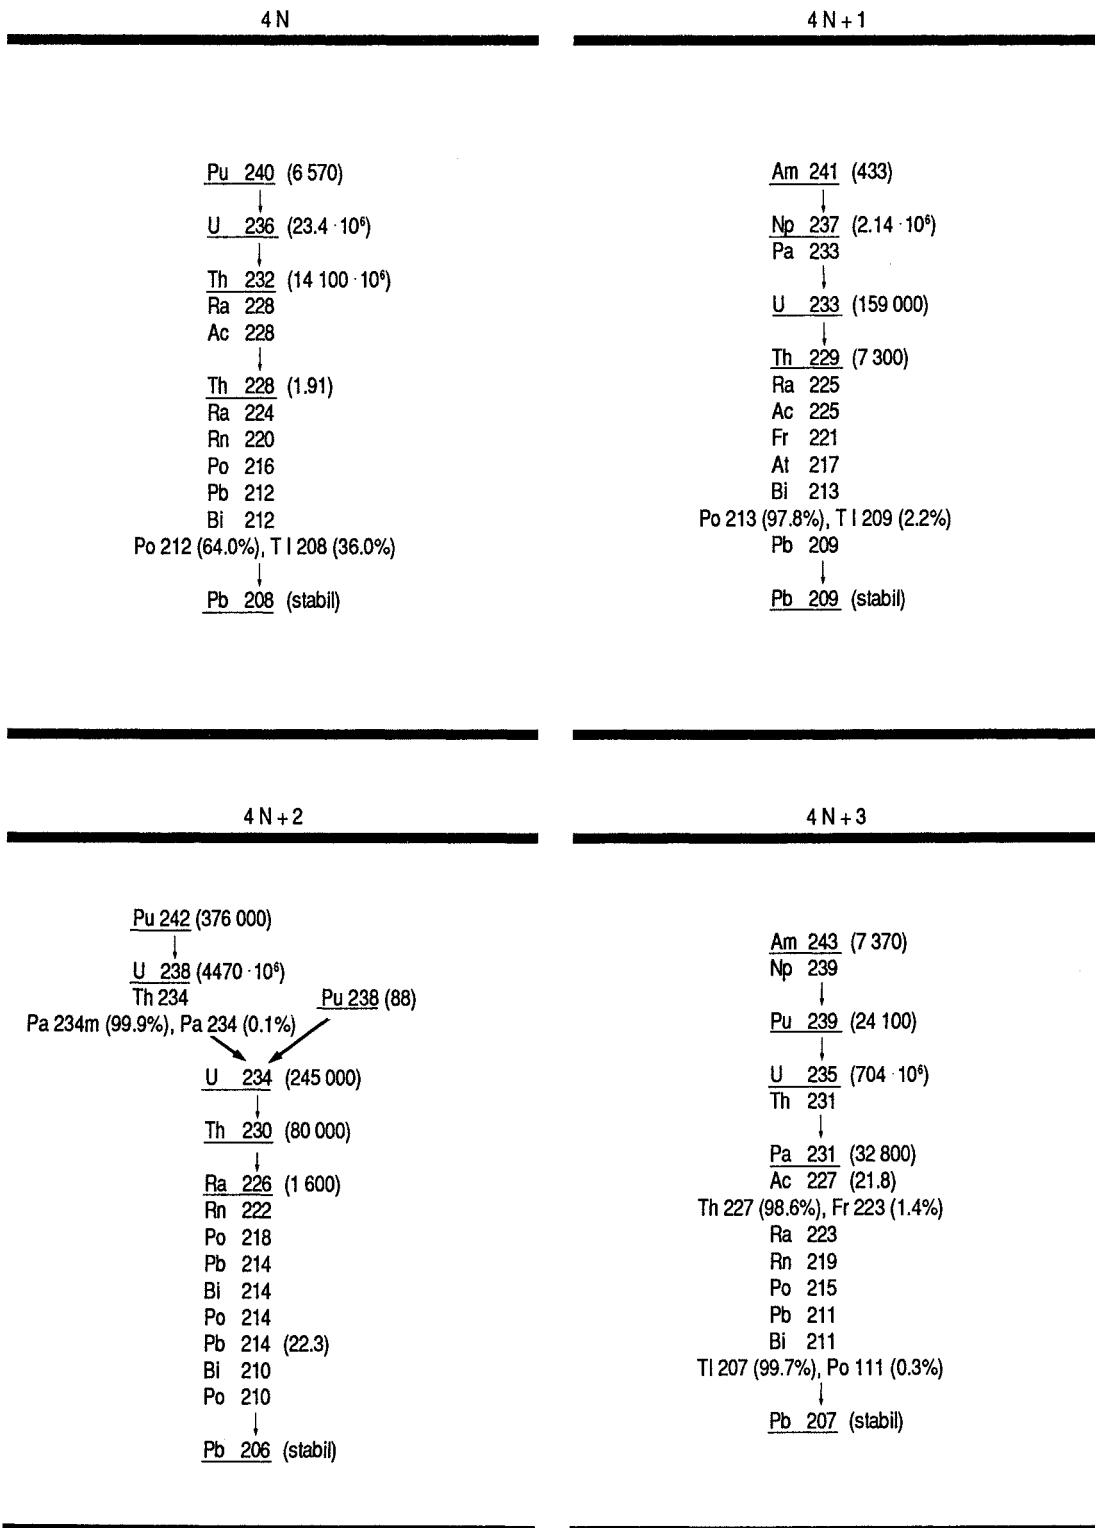 4 N
Pu 240 (6 570)
U 236 (23.4 · 10⁶)
Th 232 (14 100 · 10⁶)
Ra 228
Ac 228
Th 228 (1.91)
Ra 224
Rn 220
Po 216
Pb 212
Bi 212
Po 212 (64.0%), T l 208 (36.0%)
Pb 208 (stabil)
4 N + 1
Am 241 (433)
Np 237 (2.14 · 10⁶)
Pa 233
U 233 (159 000)
Th 229 (7 300)
Ra 225
Ac 225
Fr 221
At 217
Bi 213
Po 213 (97.8%), T l 209 (2.2%)
Pb 209
Pb 209 (stabil)
4 N + 2
Pu 242 (376 000)
U 238 (4470 · 10⁶)
Th 234
Pu 238 (88)
Pa 234m (99.9%), Pa 234 (0.1%)
U 234 (245 000)
Th 230 (80 000)
Ra 226 (1 600)
Rn 222
Po 218
Pb 214
Bi 214
Po 214
Pb 214 (22.3)
Bi 210
Po 210
Pb 206 (stabil)
4 N + 3
Am 243 (7 370)
Np 239
Pu 239 (24 100)
U 235 (704 · 10⁶)
Th 231
Pa 231 (32 800)
Ac 227 (21.8)
Th 227 (98.6%), Fr 223 (1.4%)
Ra 223
Rn 219
Po 215
Pb 211
Bi 211
Tl 207 (99.7%), Po 111 (0.3%)
Pb 207 (stabil)